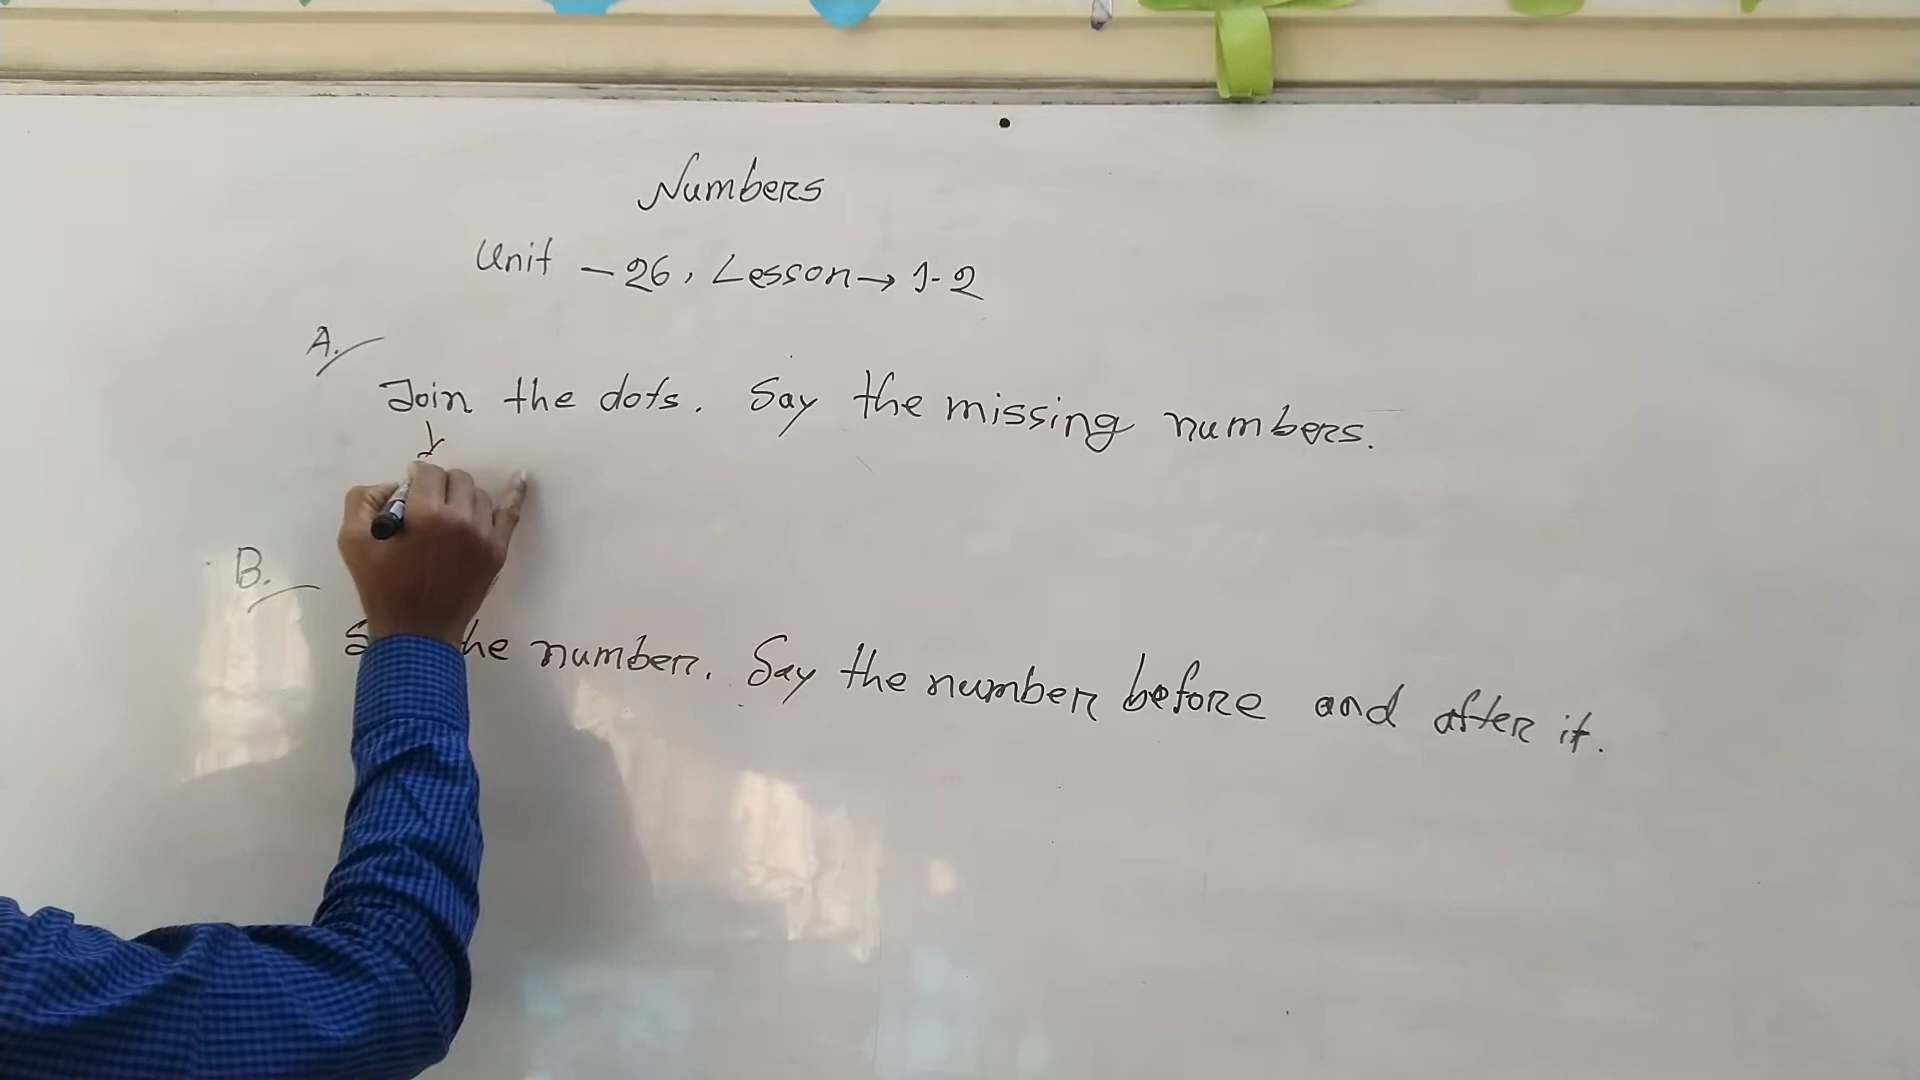 Numbers
Unit - 26, Lesson → 1-2
A.
Join the dots. Say the missing numbers.
B.
he number. Say the number before and after it.